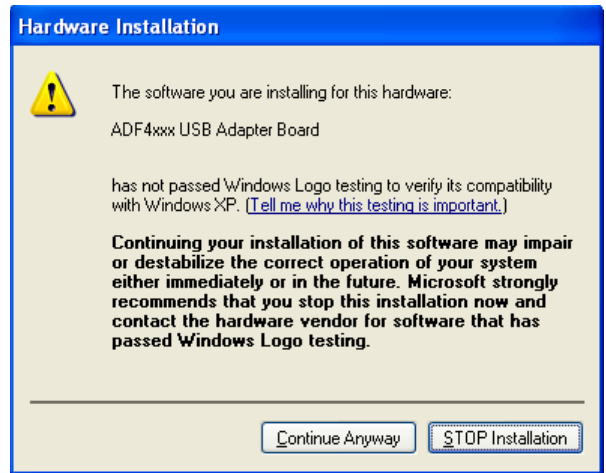 Hardware Installation
The software you are installing for this hardware:
ADF4xxx USB Adapter Board
has not passed Windows Logo testing to verify its compatibility
with Windows XP. (Tell me why this testing is important.)
Continuing your installation of this software may impair
or destabilize the correct operation of your system
either immediately or in the future. Microsoft strongly
recommends that you stop this installation now and
contact the hardware vendor for software that has
passed Windows Logo testing.
Continue Anyway
STOP Installation